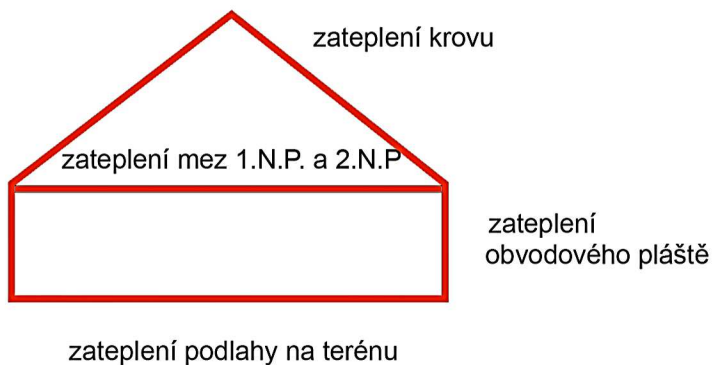 zateplení krovu
zateplení mez 1.N.P. a 2.N.P
zateplení
obvodového pláště
zateplení podlahy na terénu